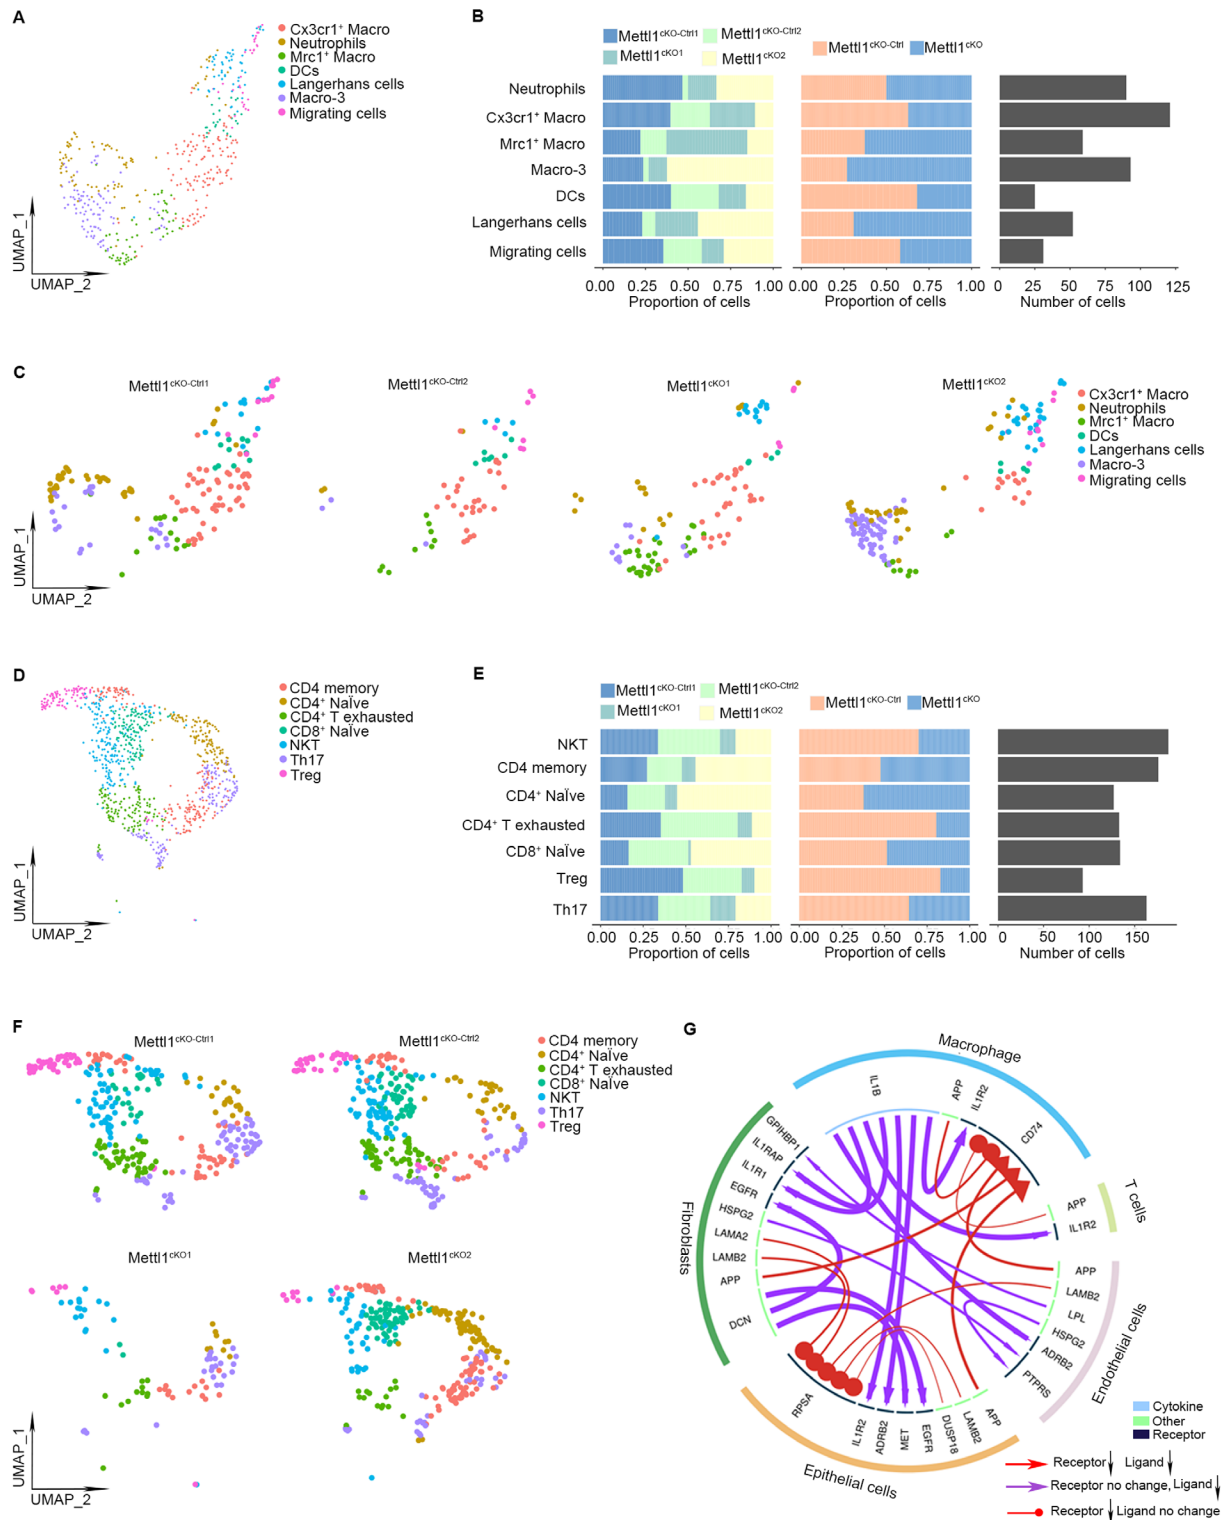 A
Cx3cr1⁺ Macro
Neutrophils
Mrc1⁺ Macro
DCs
Langerhans cells
Macro-3
Migrating cells
UMAP_1
UMAP_2
B
Mettl1cKO-Ctrl1
Mettl1cKO-Ctrl2
Mettl1cKO1
Mettl1cKO2
Mettl1cKO-Ctrl
Mettl1cKO
Neutrophils
Cx3cr1⁺ Macro
Mrc1⁺ Macro
Macro-3
DCs
Langerhans cells
Migrating cells
0.00 0.25 0.50 0.75 1.00
Proportion of cells
0.00 0.25 0.50 0.75 1.00
Proportion of cells
0 25 50 75 100 125
Number of cells
C
Mettl1cKO-Ctrl1
Mettl1cKO-Ctrl2
Mettl1cKO1
Mettl1cKO2
Cx3cr1⁺ Macro
Neutrophils
Mrc1⁺ Macro
DCs
Langerhans cells
Macro-3
Migrating cells
UMAP_1
UMAP_2
D
CD4 memory
CD4⁺ NaÏve
CD4⁺ T exhausted
CD8⁺ NaÏve
NKT
Th17
Treg
UMAP_1
UMAP_2
E
Mettl1cKO-Ctrl1
Mettl1cKO-Ctrl2
Mettl1cKO1
Mettl1cKO2
Mettl1cKO-Ctrl
Mettl1cKO
NKT
CD4 memory
CD4⁺ NaÏve
CD4⁺ T exhausted
CD8⁺ NaÏve
Treg
Th17
0.00 0.25 0.50 0.75 1.00
Proportion of cells
0.00 0.25 0.50 0.75 1.00
Proportion of cells
0 50 100 150
Number of cells
F
Mettl1cKO-Ctrl1
Mettl1cKO-Ctrl2
CD4 memory
CD4⁺ NaÏve
CD4⁺ T exhausted
CD8⁺ NaÏve
NKT
Th17
Treg
Mettl1cKO1
Mettl1cKO2
UMAP_1
UMAP_2
G
Macrophage
IL1B
APP
IL1R2
CD74
T cells
APP
IL1R2
Endothelial cells
APP
LAMB2
LPL
HSPG2
ADRB2
PTPRS
Epithelial cells
APP
LAMB2
DUSP18
EGFR
MET
ADRB2
IL1R2
RPSA
Fibroblasts
DCN
APP
LAMB2
LAMA2
HSPG2
EGFR
IL1R1
IL1RAP
GPIHBP1
Cytokine
Other
Receptor
Receptor↓ Ligand↓
Receptor no change, Ligand↓
Receptor↓ Ligand no change